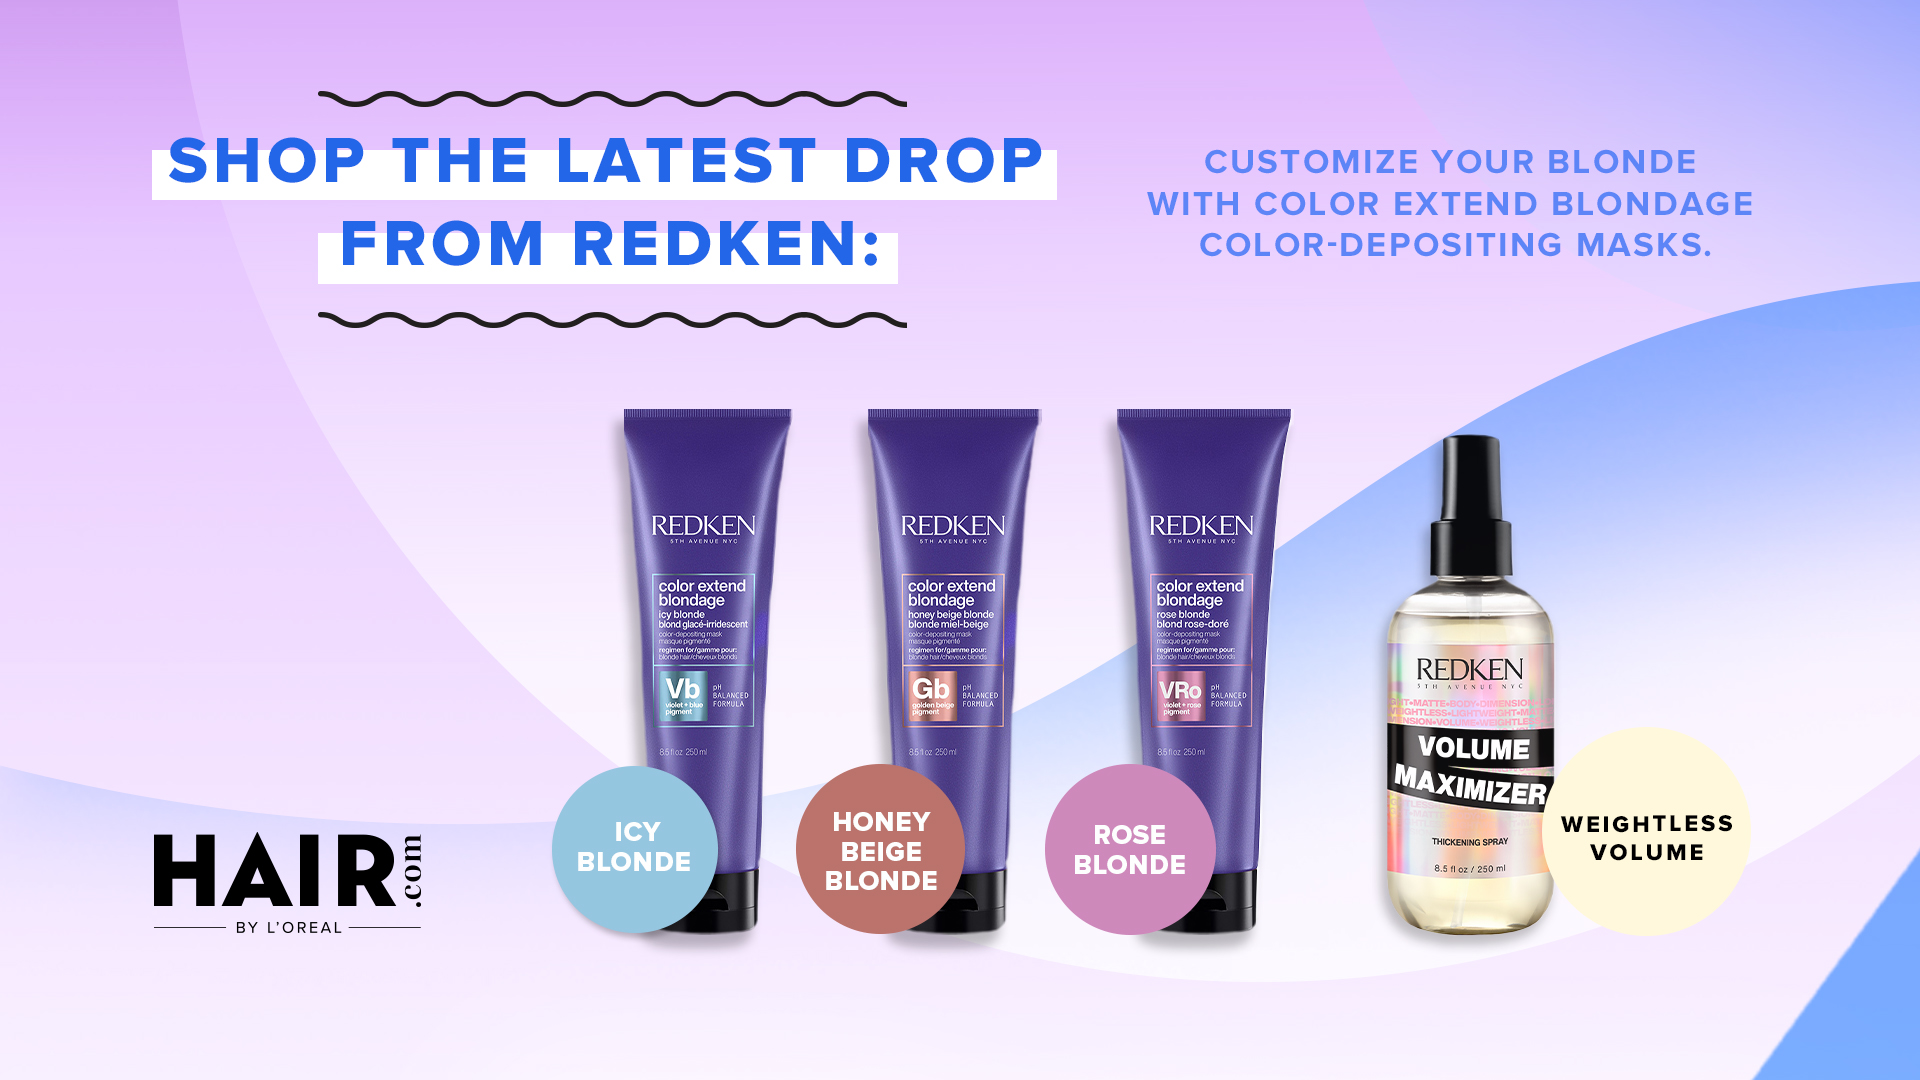 SHOP THE LATEST DROP
FROM REDKEN:
CUSTOMIZE YOUR BLONDE
WITH COLOR EXTEND BLONDAGE
COLOR-DEPOSITING MASKS.
REDKEN
5TH AVENUE NYC
color extend
blondage
icy blonde
blond glacé-irridescent
color-depositing mask
masque pigmenté
regimen for/gamme pour:
blonde hair/cheveux blonds
Vb
violet + blue
pigment
pH
BALANCED
FORMULA
8.5 fl oz 250 ml
ICY
BLONDE
REDKEN
5TH AVENUE NYC
color extend
blondage
honey beige blonde
blonde miel-beige
color-depositing mask
masque pigmenté
regimen for/gamme pour:
blonde hair/cheveux blonds
Gb
golden beige
pigment
pH
BALANCED
FORMULA
8.5 fl oz 250 ml
HONEY
BEIGE
BLONDE
REDKEN
5TH AVENUE NYC
color extend
blondage
rose blonde
blond rose-doré
color-depositing mask
masque pigmenté
regimen for/gamme pour:
blonde hair/cheveux blonds
VRo
violet + rose
pigment
pH
BALANCED
FORMULA
8.5 fl oz 250 ml
ROSE
BLONDE
REDKEN
5TH AVENUE NYC
MATTE•BODY•DIMENSION
WEIGHTLESS•LIGHTWEIGHT
VOLUME•WEIGHTLESS
VOLUME
MAXIMIZER
THICKENING SPRAY
8.5 fl oz / 250 ml
WEIGHTLESS
VOLUME
HAIR.com
BY L'OREAL